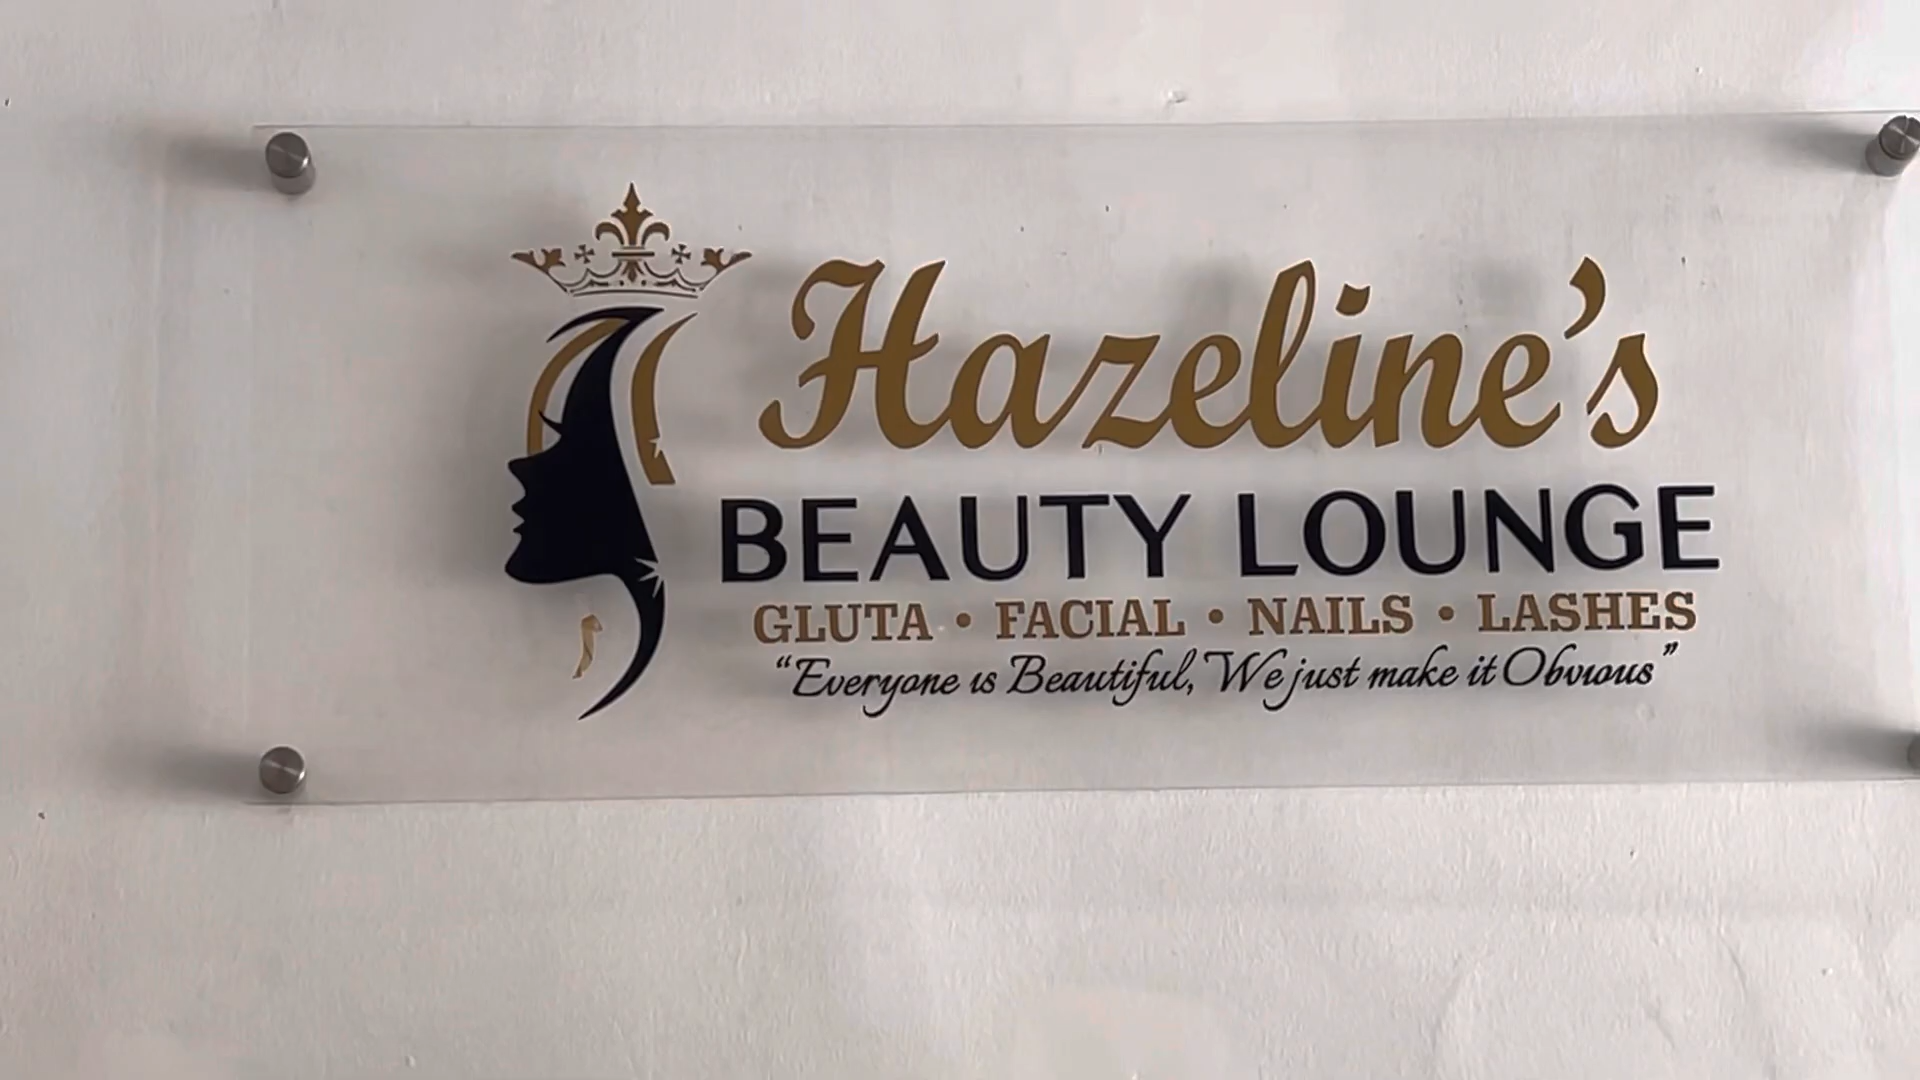 Hazeline's
BEAUTY LOUNGE
GLUTA • FACIAL • NAILS • LASHES
“Everyone is Beautiful, We just make it Obvious”